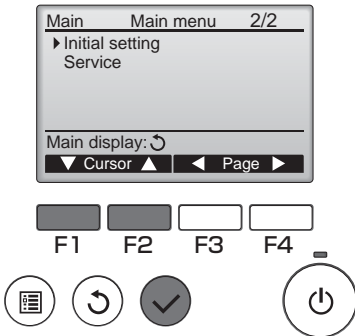 Main Main menu 2/2
Initial setting
Service
Main display:
Cursor Page
F1 F2 F3 F4